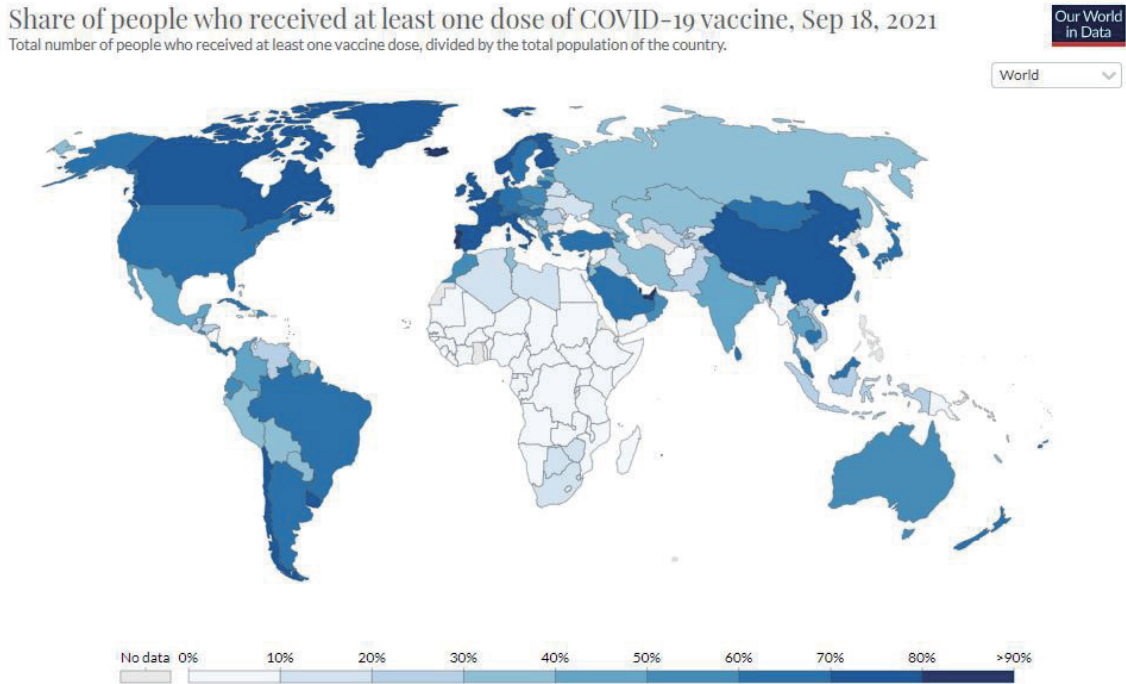 Share of people who received at least one dose of COVID-19 vaccine, Sep 18, 2021
Total number of people who received at least one vaccine dose, divided by the total population of the country.
Our World
in Data
World
No data 0% 10% 20% 30% 40% 50% 60% 70% 80% >90%